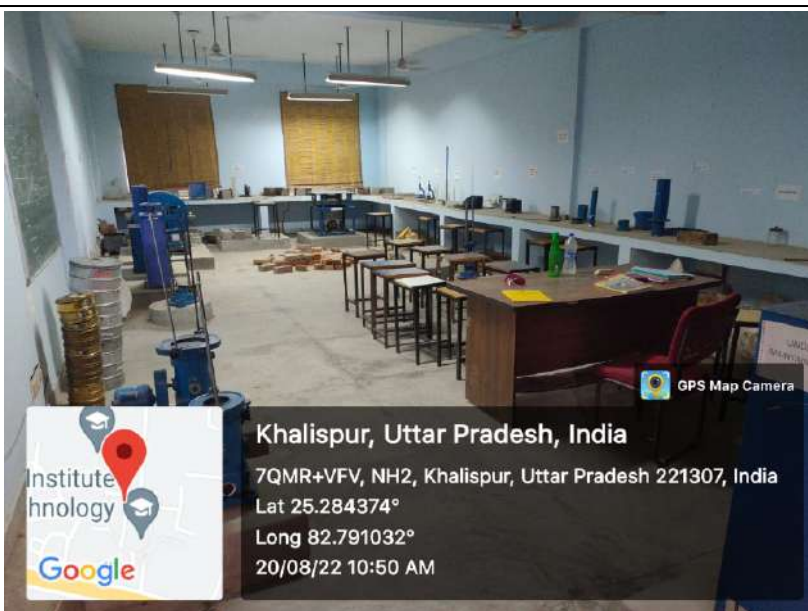 GPS Map Camera
Khalispur, Uttar Pradesh, India
7QMR+VFV, NH2, Khalispur, Uttar Pradesh 221307, India
Lat 25.284374°
Long 82.791032°
20/08/22 10:50 AM
Institute
hnology
Google